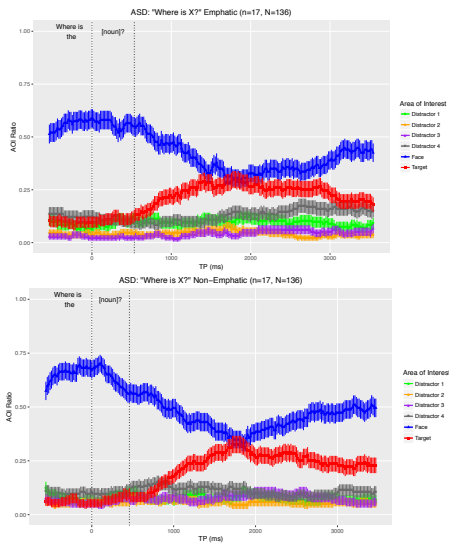 ASD: "Where is X?" Emphatic (n=17, N=136)
Where is
the
[noun]?
1.00
0.75
0.50
0.25
0.00
AOI Ratio
0
1000
2000
3000
TP (ms)
Area of Interest
Distractor 1
Distractor 2
Distractor 3
Distractor 4
Face
Target
ASD: "Where is X?" Non-Emphatic (n=17, N=136)
Where is
the
[noun]?
1.00
0.75
0.50
0.25
0.00
AOI Ratio
0
1000
2000
3000
TP (ms)
Area of Interest
Distractor 1
Distractor 2
Distractor 3
Distractor 4
Face
Target